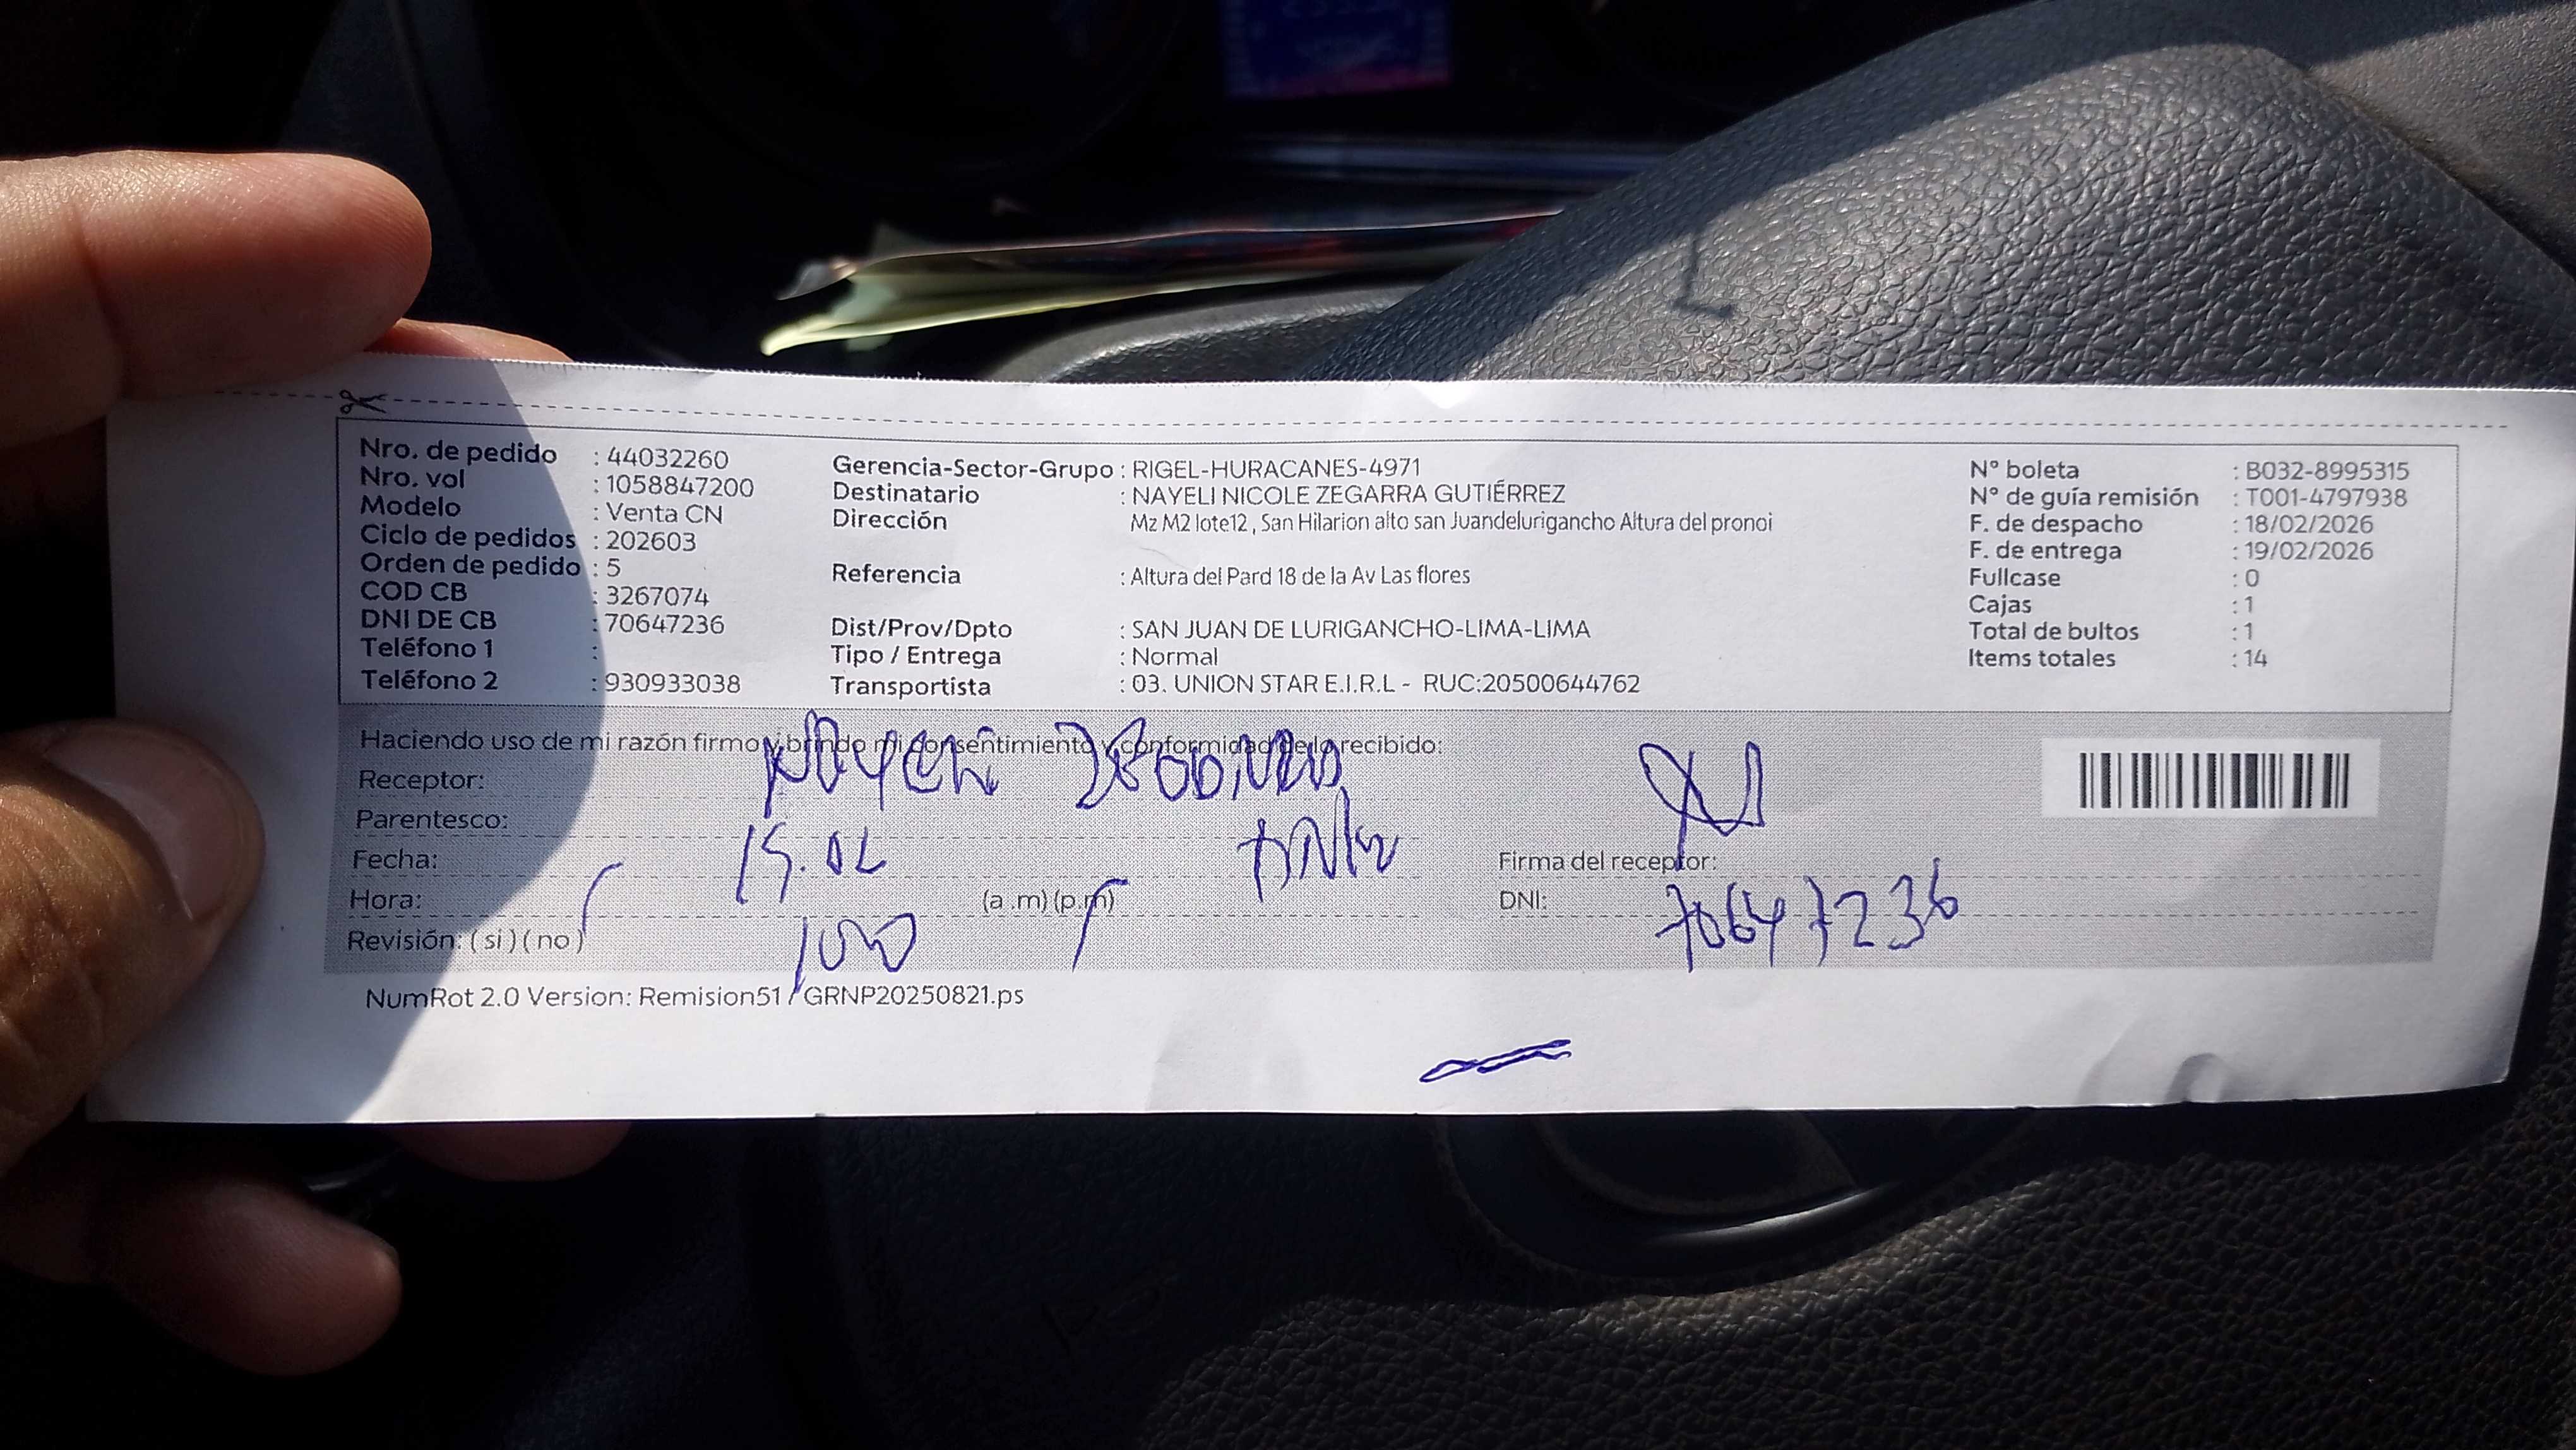 Nro. de pedido : 44032260
Nro. vol : 1058847200
Modelo : Venta CN
Ciclo de pedidos : 202603
Orden de pedido : 5
COD CB : 3267074
DNI DE CB : 70647236
Teléfono 1 :
Teléfono 2 : 930933038
Gerencia-Sector-Grupo : RIGEL-HURACANES-4971
Destinatario : NAYELI NICOLE ZEGARRA GUTIÉRREZ
Dirección Mz M2 lote12 , San Hilarion alto san Juandelurigancho Altura del pronoi
Referencia : Altura del Pard 18 de la Av Las flores
Dist/Prov/Dpto : SAN JUAN DE LURIGANCHO-LIMA-LIMA
Tipo / Entrega : Normal
Transportista : 03. UNION STAR E.I.R.L - RUC:20500644762
N° boleta : B032-8995315
N° de guía remisión : T001-4797938
F. de despacho : 18/02/2026
F. de entrega : 19/02/2026
Fullcase : 0
Cajas : 1
Total de bultos : 1
Items totales : 14
Haciendo uso de mi razón firmo y brindo mi consentimiento y conformidad de lo recibido:
Receptor:
Parentesco:
Fecha:
Hora: (a .m) (p.m)
Revisión: ( si ) ( no )
Firma del receptor:
DNI: 70647236
NumRot 2.0 Version: Remision51 / GRNP20250821.ps